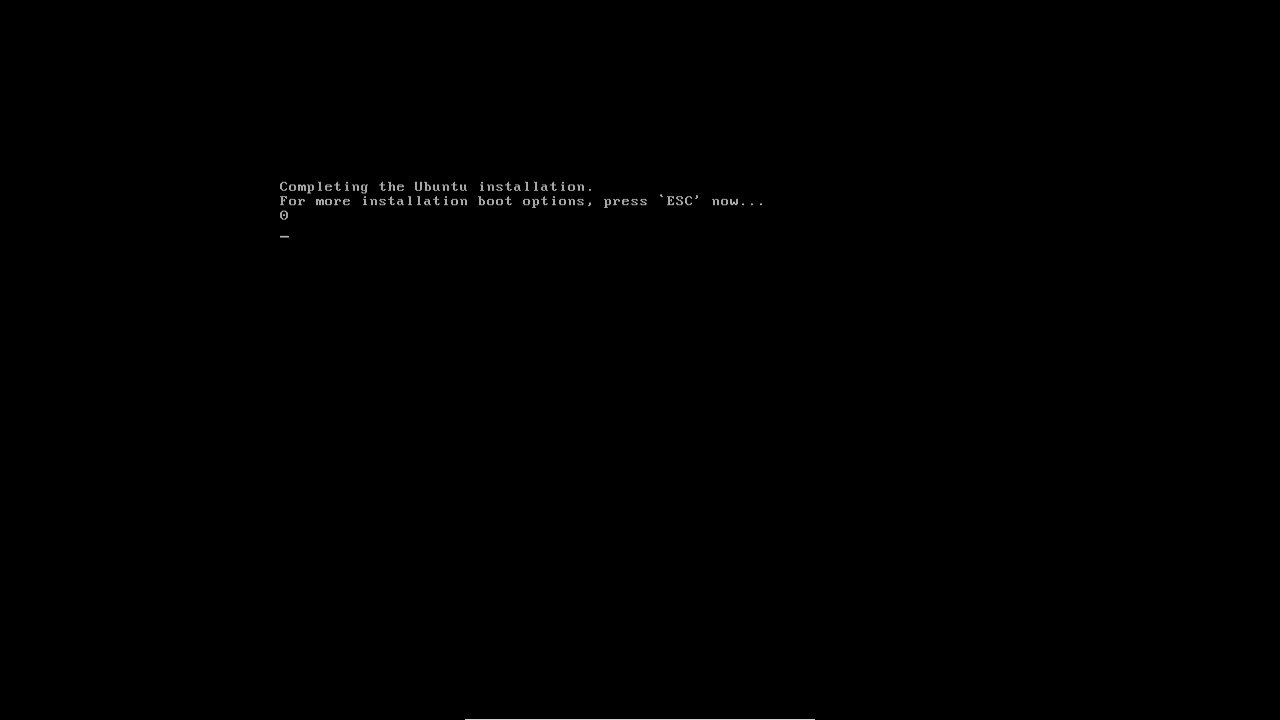 Completing the Ubuntu installation.
For more installation boot options, press `ESC' now...
0
_